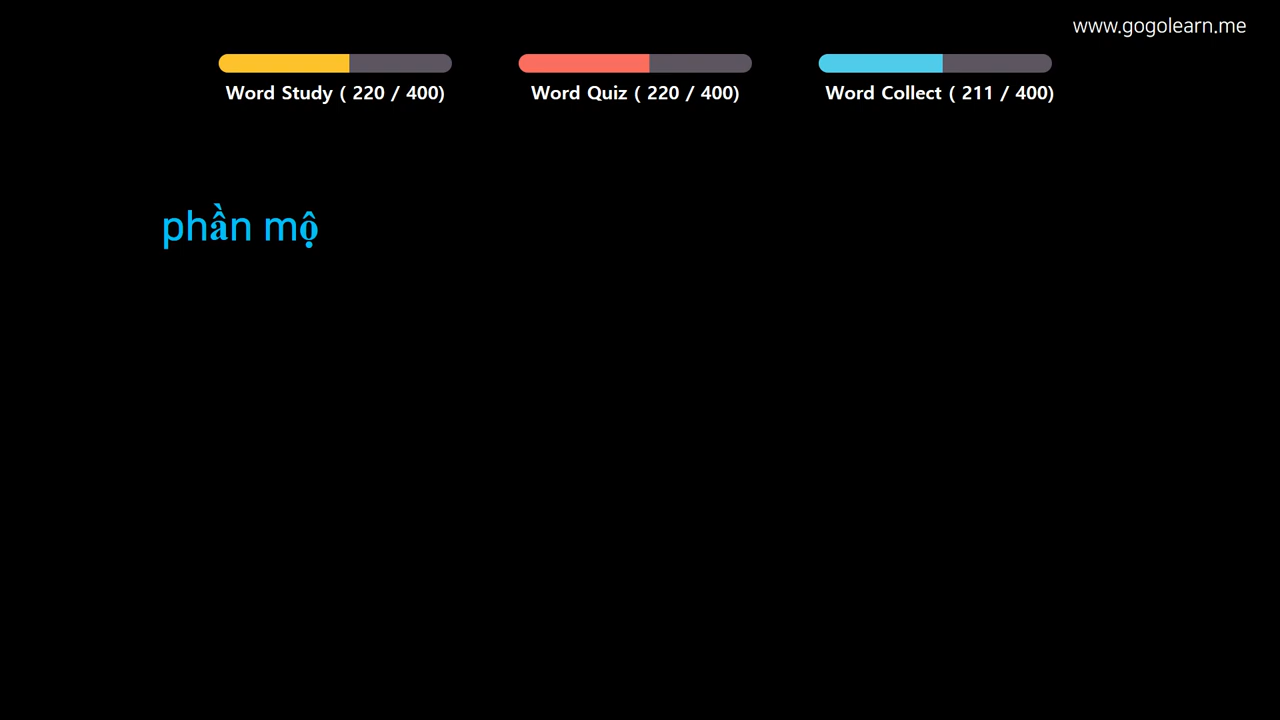 www.gogolearn.me
Word Study ( 220 / 400)
Word Quiz ( 220 / 400)
Word Collect ( 211 / 400)
phần mộ